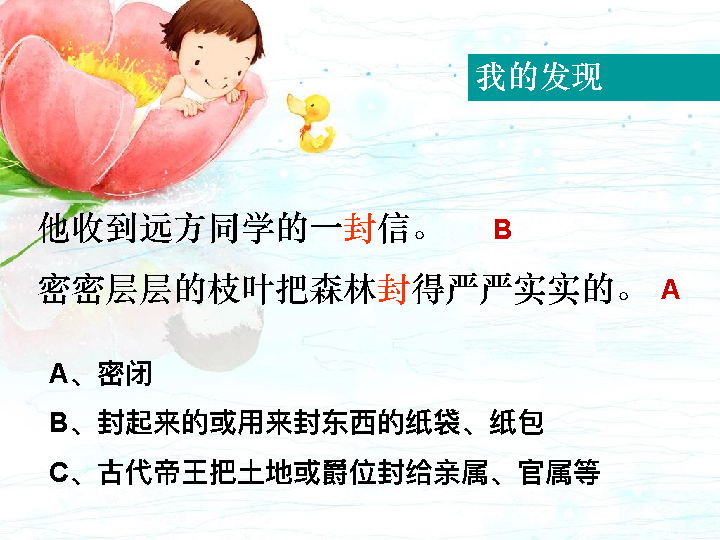 我的发现
他收到远方同学的一封信。 B
密密层层的枝叶把森林封得严严实实的。 A
A、密闭
B、封起来的或用来封东西的纸袋、纸包
C、古代帝王把土地或爵位封给亲属、官属等